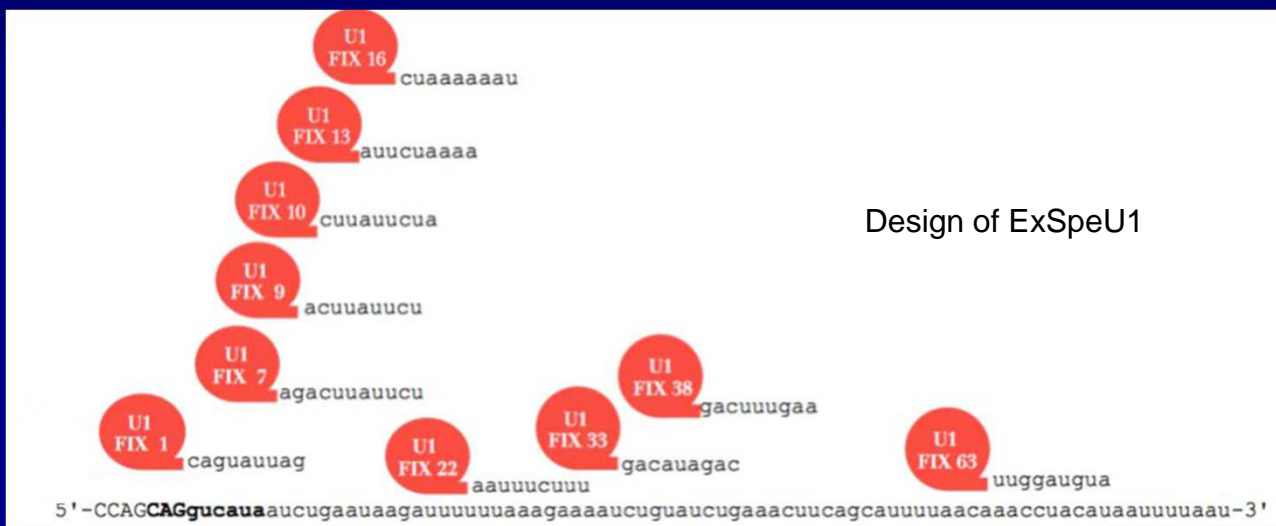 U1
FIX 16
cuaaaaaau
U1
FIX 13
auucuaaaa
U1
FIX 10
cuuauucua
Design of ExSpeU1
U1
FIX 9
acuuauucu
U1
FIX 7
agacuuauucu
U1
FIX 38
gacuuugaa
U1
FIX 1
caguauuag
U1
FIX 22
aauuucuuu
U1
FIX 33
gacauagac
U1
FIX 63
uuggaugua
5'-CCAGCAGgucauaaucugaauaagauuuuuuaaagaaaaucuguaucugaaacuucagcauuuuaacaaaccuacauaauuuuaau-3'